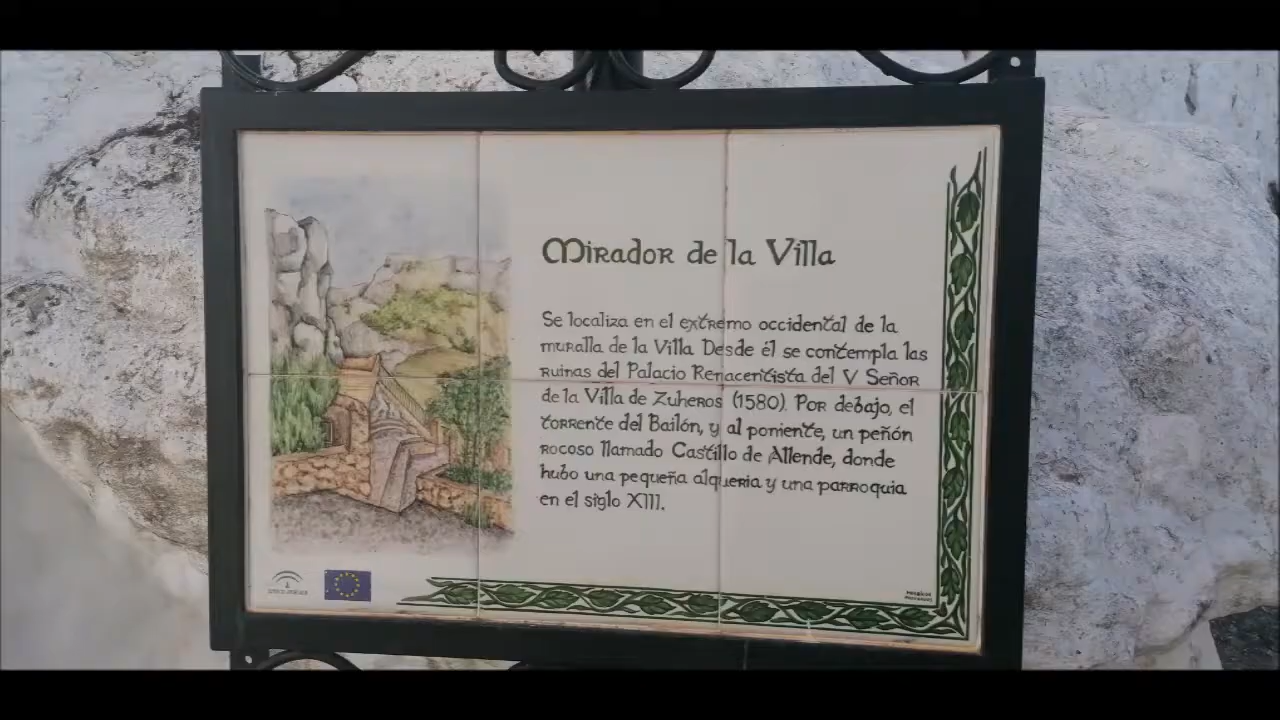 Mirador de la Villa
Se localiza en el extremo occidental de la
muralla de la Villa Desde él se contempla las
ruinas del Palacio Renacentista del V Señor
de la Villa de Zuheros (1580). Por debajo, el
torrente del Bailón, y al poniente, un peñón
rocoso llamado Castillo de Allende, donde
hubo una pequeña alqueria y una parroquia
en el siglo XIII.